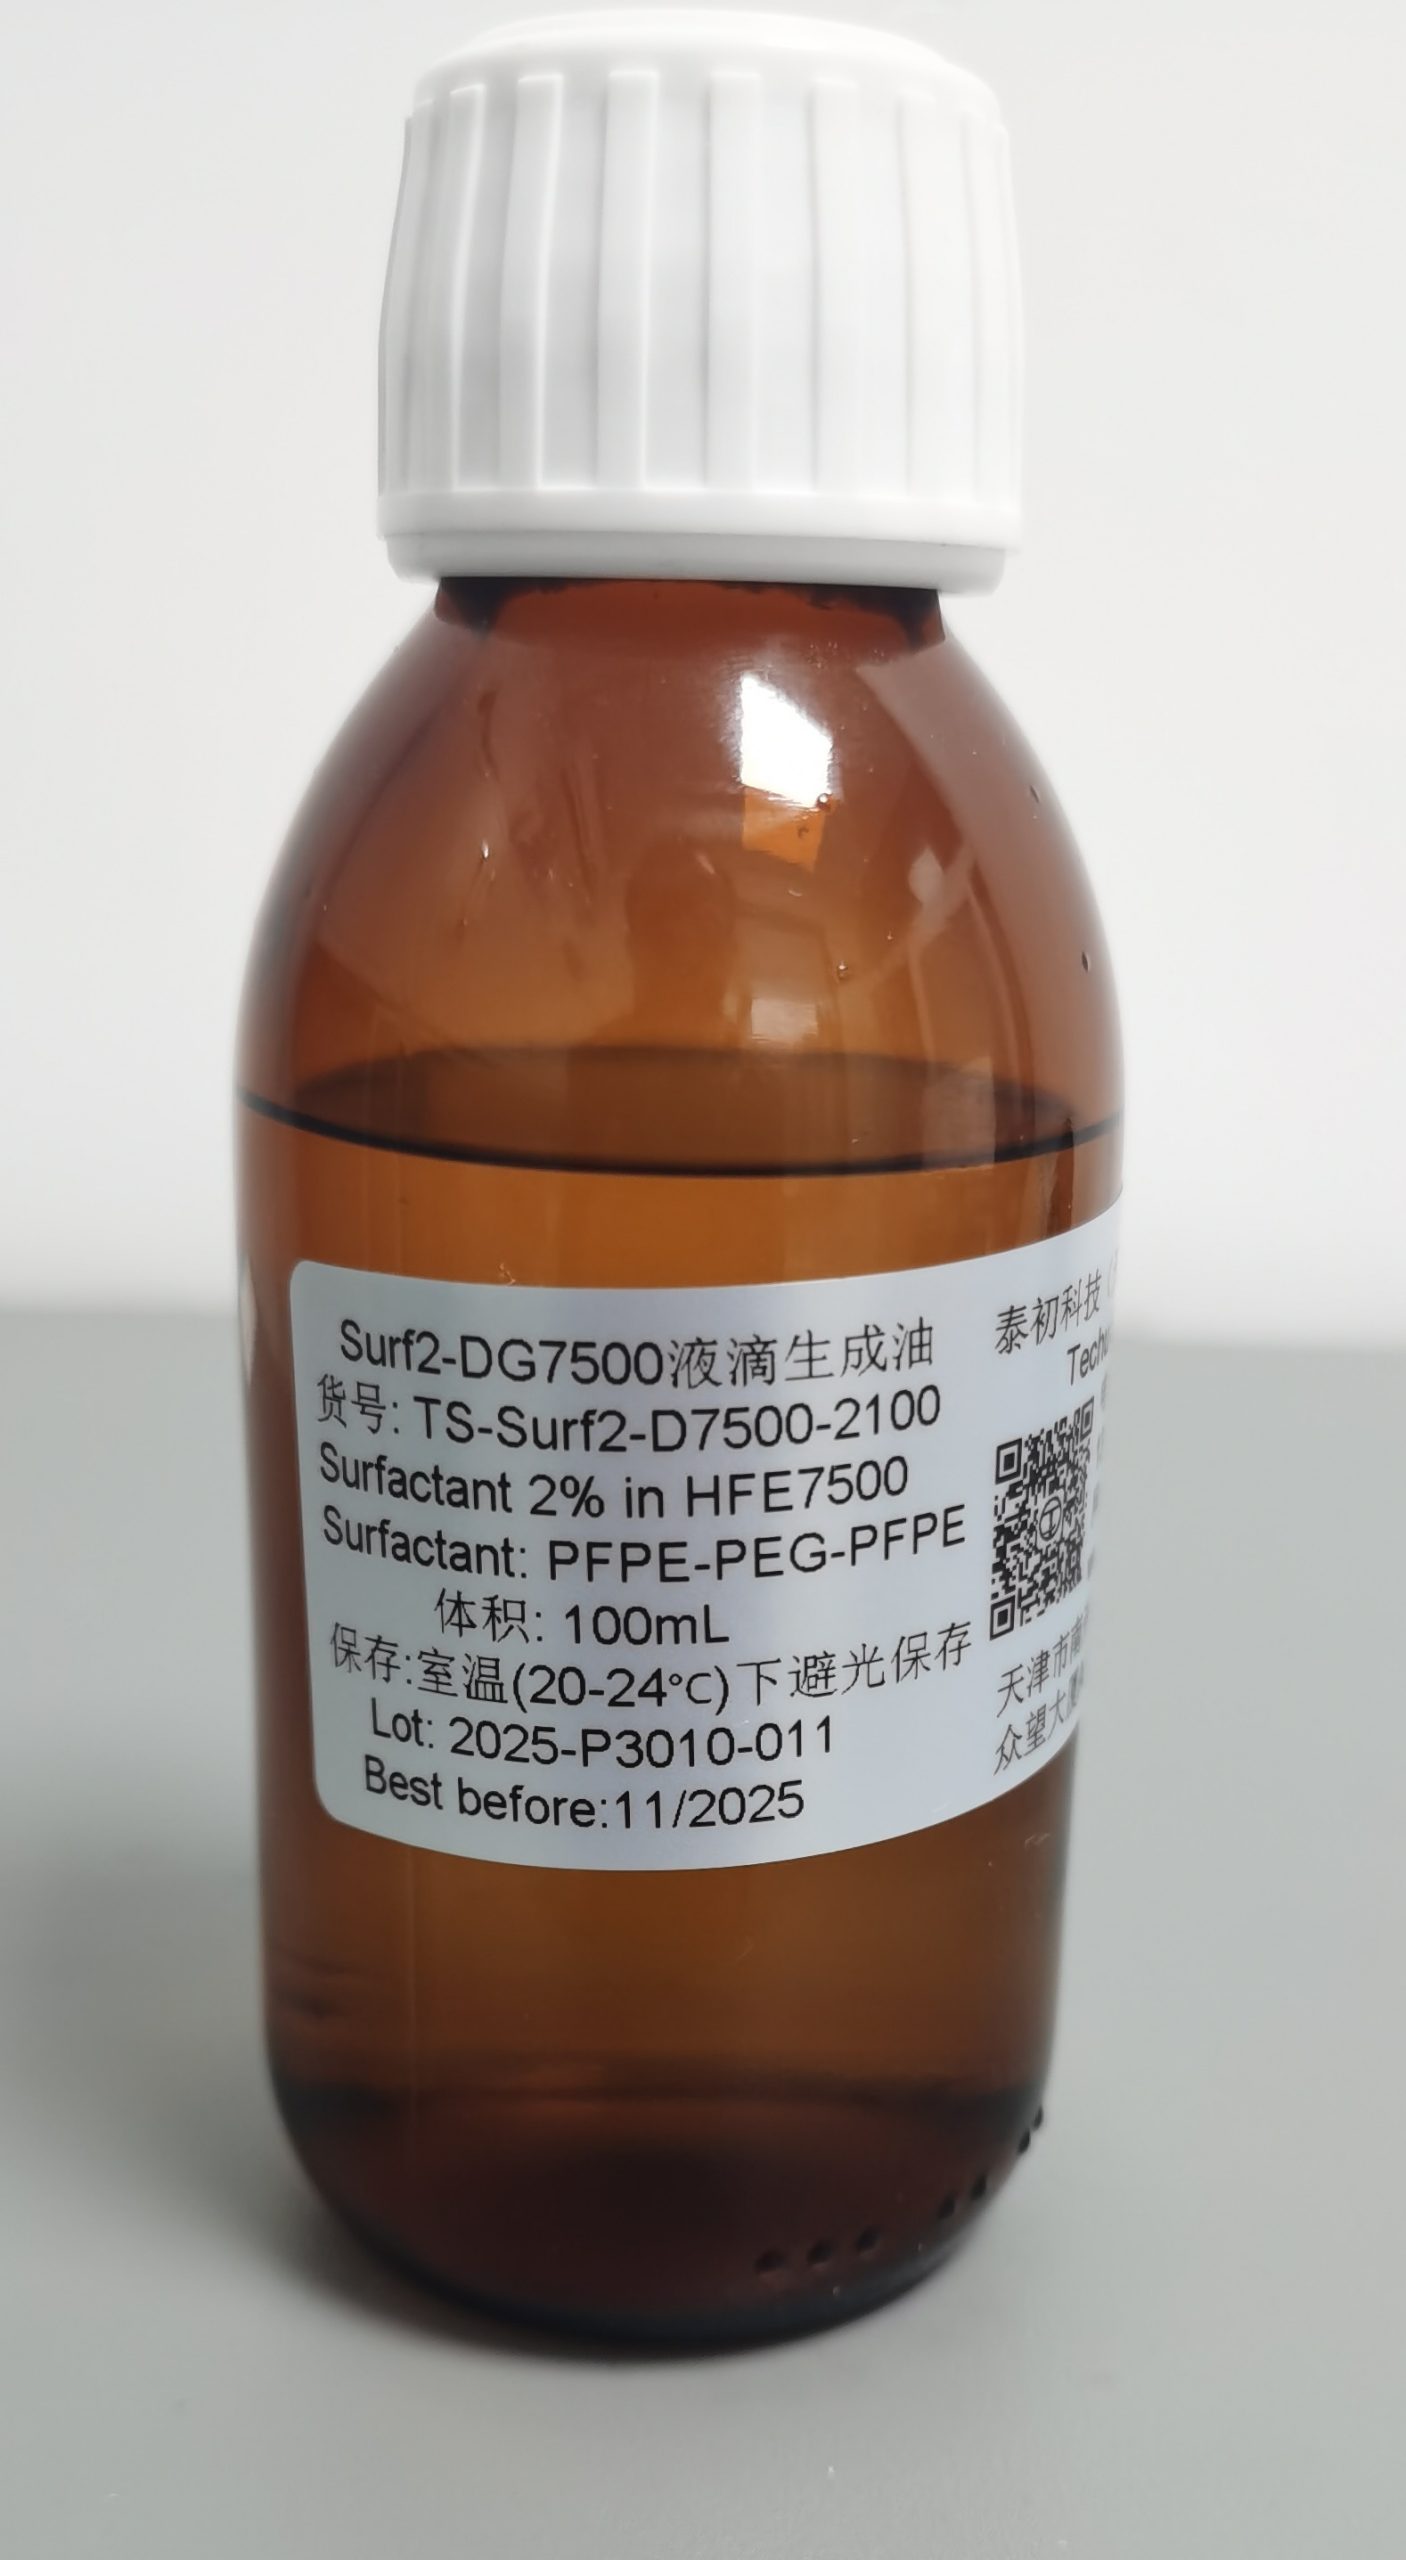 Surf2-DG7500液滴生成油
货号: TS-Surf2-D7500-2100
Surfactant 2% in HFE7500
Surfactant: PFPE-PEG-PFPE
体积: 100mL
保存:室温(20-24℃)下避光保存
Lot: 2025-P3010-011
Best before:11/2025
泰初科技
天津市南
众望大厦